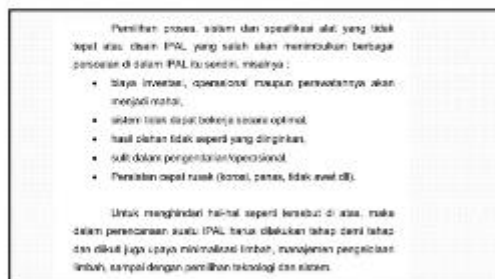 Pemilihan proses, sistem dan spesifikasi alat yang tidak
tepat atau disain IPAL yang salah akan menimbulkan berbagai
persoalan di dalam IPAL itu sendiri, misalnya :
• biaya investasi, operasional maupun perawatannya akan
menjadi mahal,
• sistem tidak dapat bekerja secara optimal,
• hasil olahan tidak seperti yang diinginkan,
• sulit dalam pengendalian/operasional,
• Peralatan cepat rusak (korosi, panas, tidak awet dll).
Untuk menghindari hal-hal seperti tersebut di atas, maka
dalam perencanaan suatu IPAL harus dilakukan tahap demi tahap
dan diikuti juga upaya minimalisasi limbah, manajemen pengelolaan
limbah, sampai dengan pemilihan teknologi dan sistem.